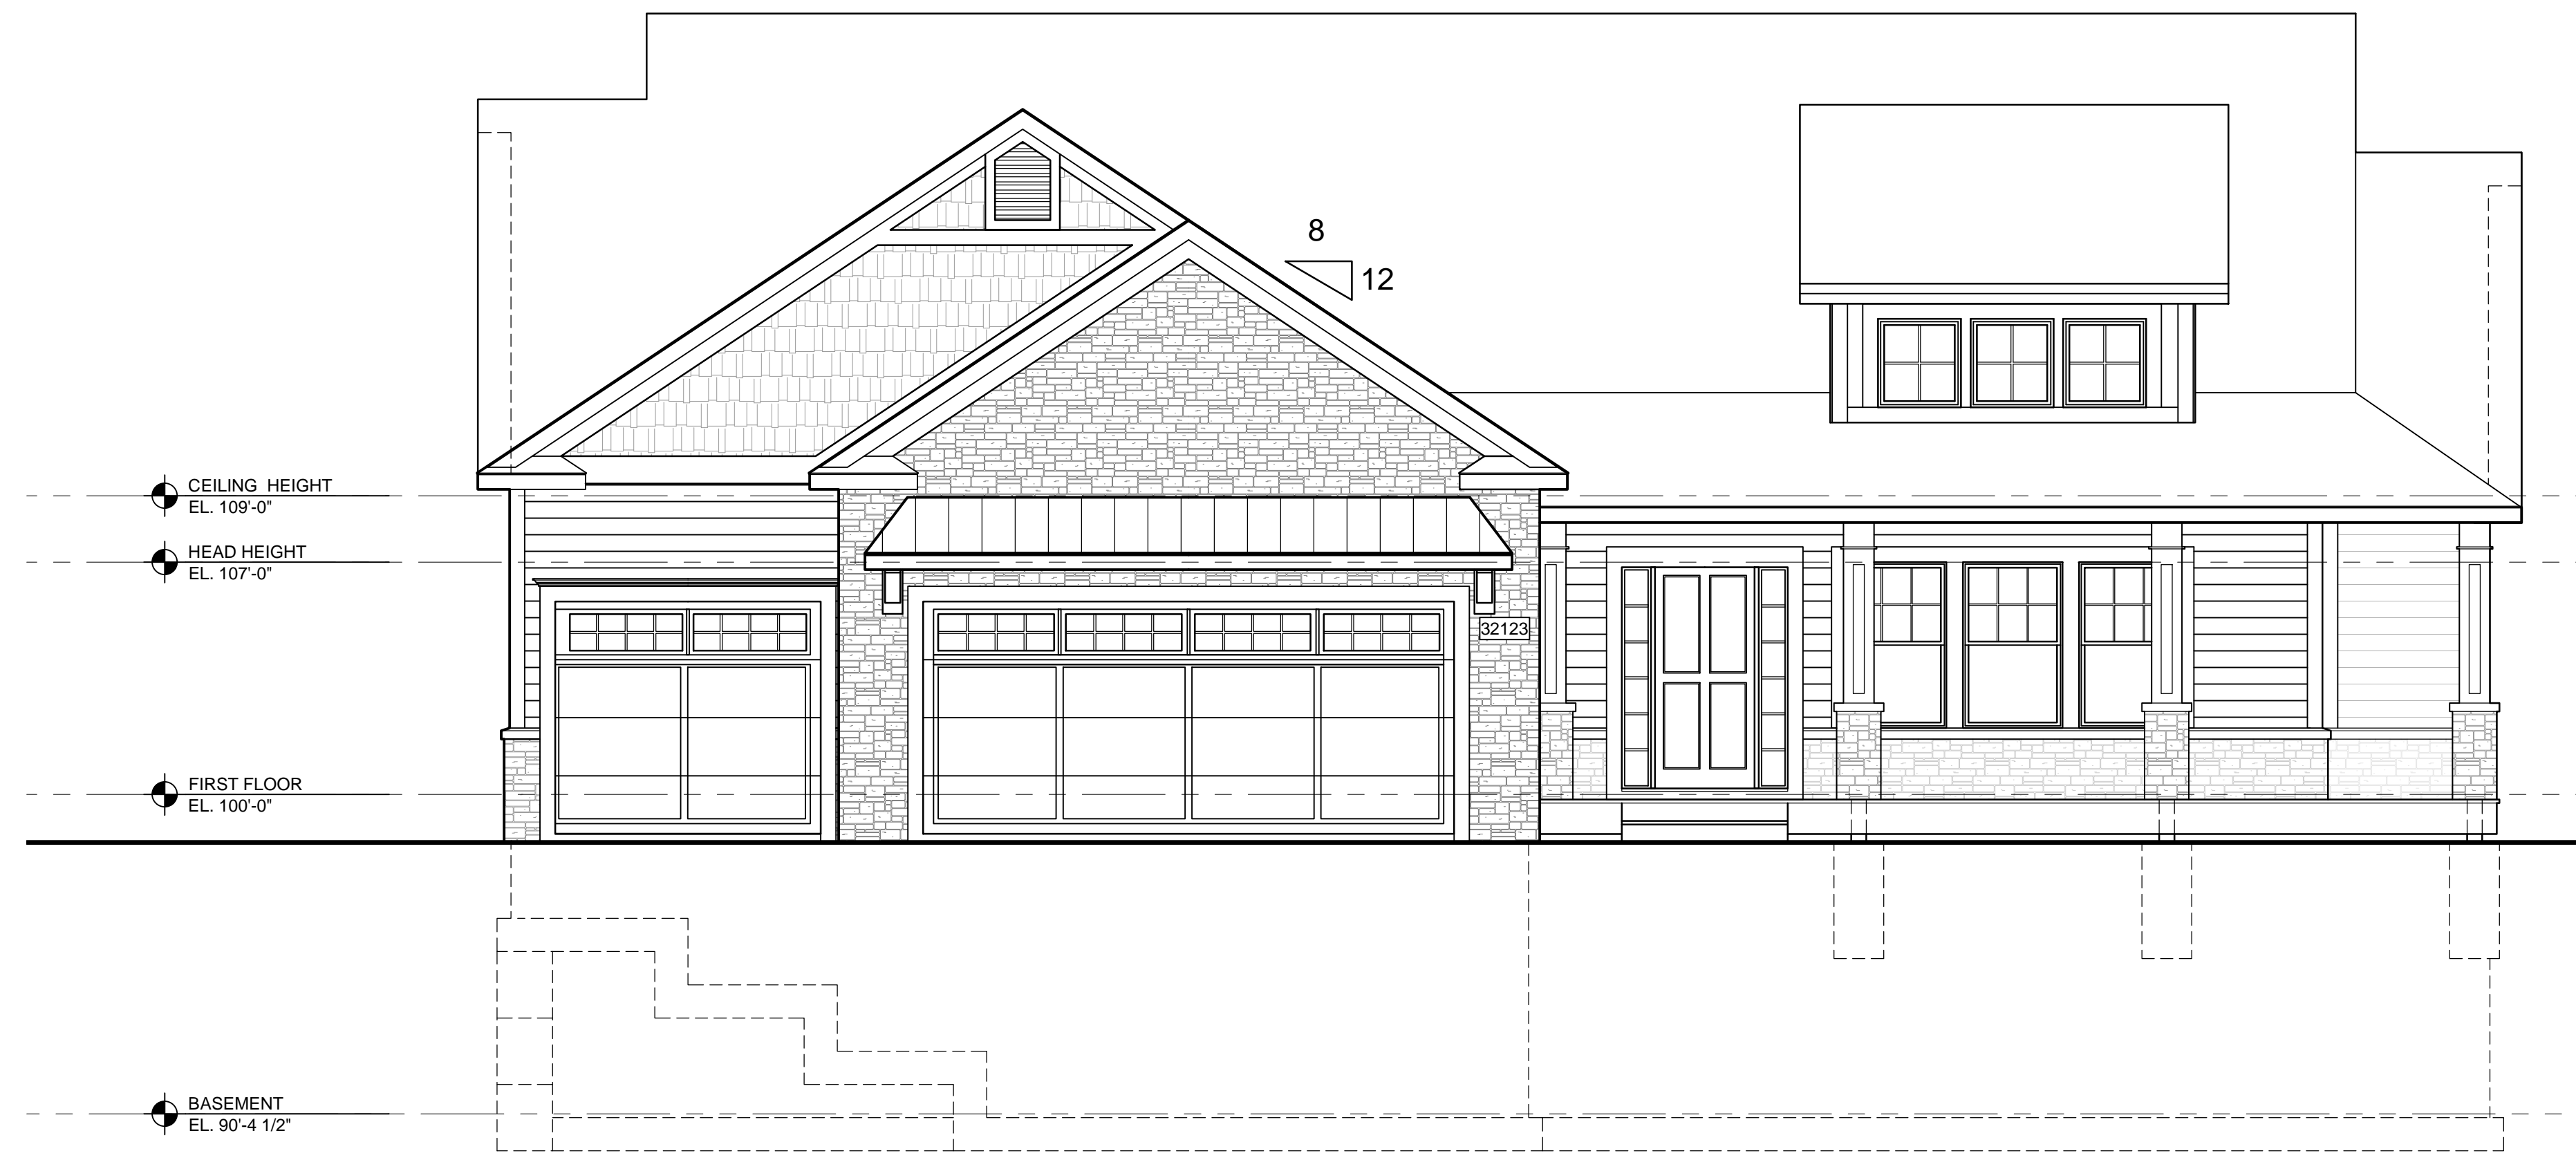 8
12
CEILING HEIGHT
EL. 109'-0"
HEAD HEIGHT
EL. 107'-0"
32123
FIRST FLOOR
EL. 100'-0"
BASEMENT
EL. 90'-4 1/2"